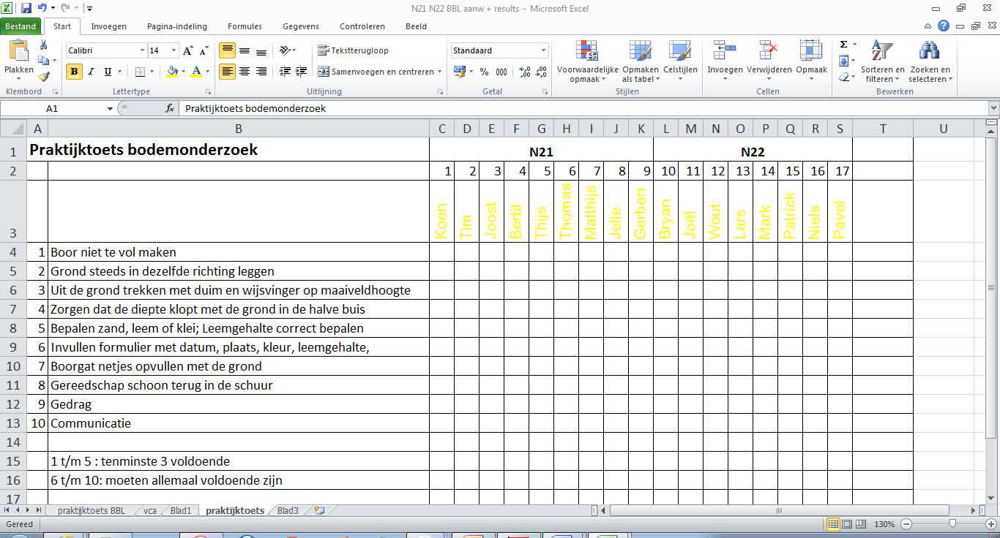 N21 N22 BBL aanw + results - Microsoft Excel
Bestand Start Invoegen Pagina-indeling Formules Gegevens Controleren Beeld
Plakken
Klembord
Calibri 14
B I U A
Lettertype
Tekstterugloop
Samenvoegen en centreren
Uitlijning
Standaard
% 000
Getal
Voorwaardelijke opmaak
Opmaken als tabel
Celstijlen
Stijlen
Invoegen Verwijderen Opmaak
Cellen
Σ
Sorteren en filteren
Zoeken en selecteren
Bewerken
A1 fx Praktijktoets bodemonderzoek
A B C D E F G H I J K L M N O P Q R S T U
1 Praktijktoets bodemonderzoek N21 N22
2 1 2 3 4 5 6 7 8 9 10 11 12 13 14 15 16 17
3 Koen Tim Joost Bertil Thijs Thomas Matthijs Jelle Gerben Bryan Joël Wout Lars Mark Patrick Niels Pavel
4 1 Boor niet te vol maken
5 2 Grond steeds in dezelfde richting leggen
6 3 Uit de grond trekken met duim en wijsvinger op maaiveldhoogte
7 4 Zorgen dat de diepte klopt met de grond in de halve buis
8 5 Bepalen zand, leem of klei; Leemgehalte correct bepalen
9 6 Invullen formulier met datum, plaats, kleur, leemgehalte,
10 7 Boorgat netjes opvullen met de grond
11 8 Gereedschap schoon terug in de schuur
12 9 Gedrag
13 10 Communicatie
14
15 1 t/m 5 : tenminste 3 voldoende
16 6 t/m 10: moeten allemaal voldoende zijn
17
praktijktoets BBL vca Blad1 praktijktoets Blad3
Gereed 130%